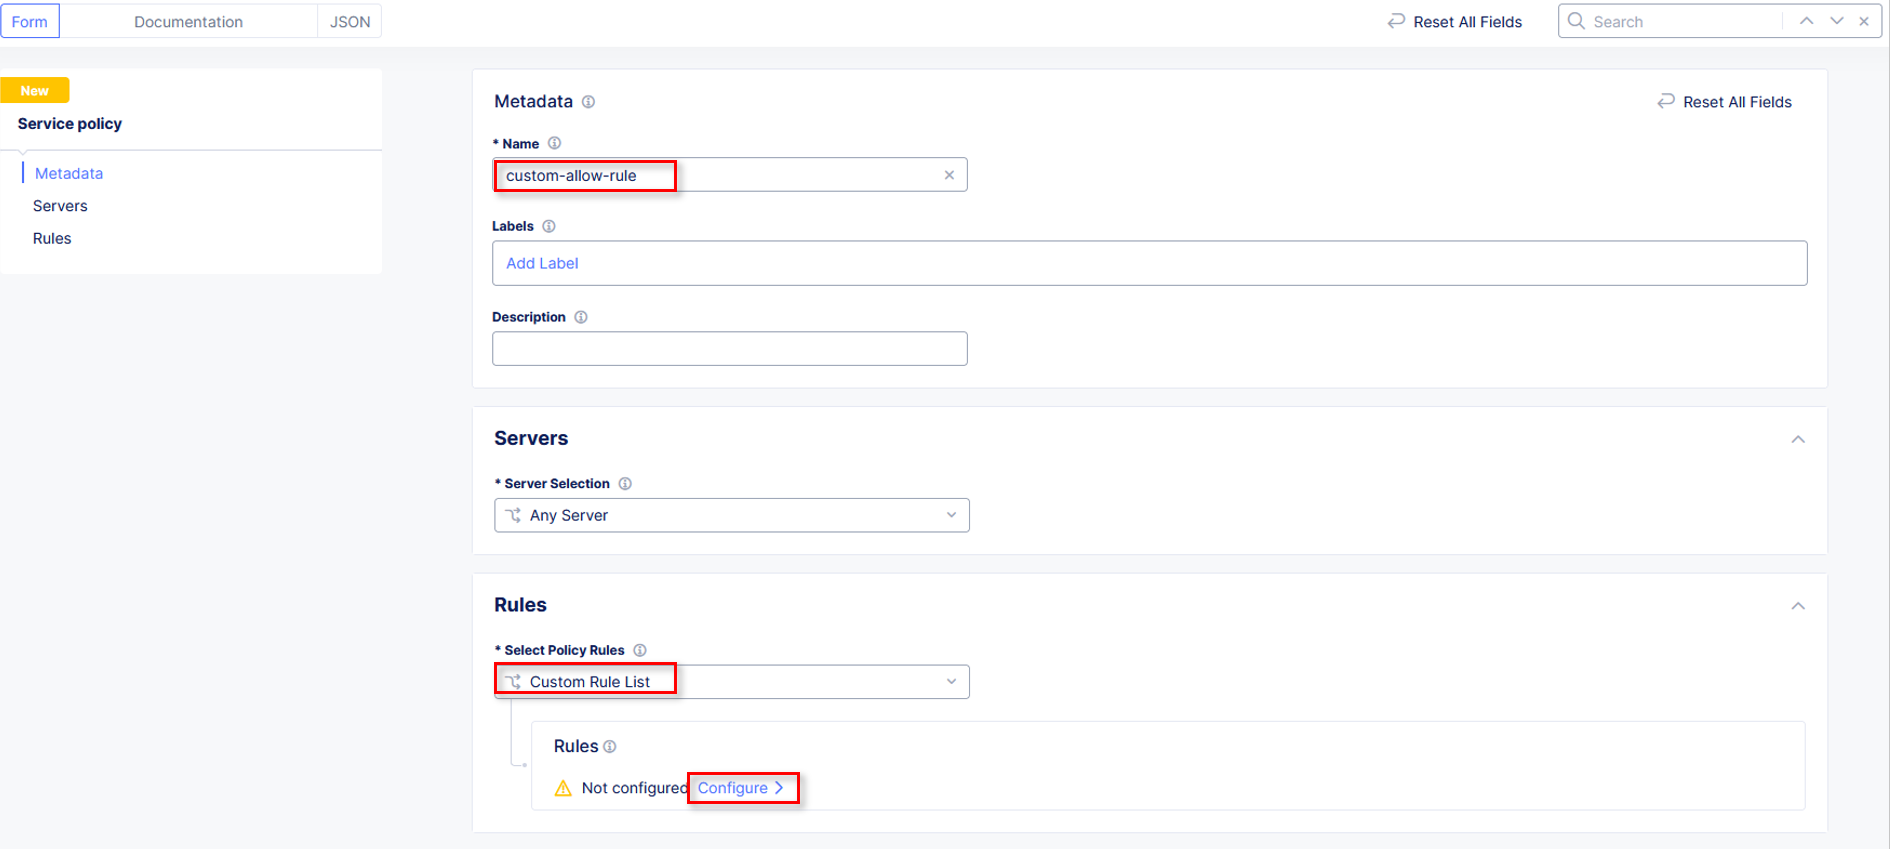 Form
Documentation
JSON
Reset All Fields
Search
New
Service policy
Metadata
Servers
Rules
Metadata
Reset All Fields
* Name
custom-allow-rule
Labels
Add Label
Description
Servers
* Server Selection
Any Server
Rules
* Select Policy Rules
Custom Rule List
Rules
Not configured Configure